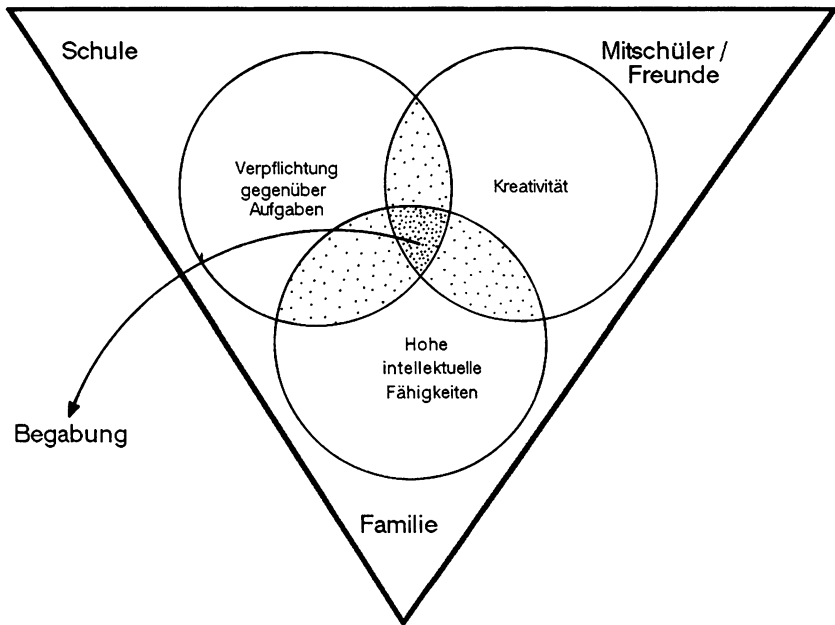 Schule
Mitschüler /
Freunde
Verpflichtung
gegenüber
Aufgaben
Kreativität
Hohe
intellektuelle
Fähigkeiten
Begabung
Familie